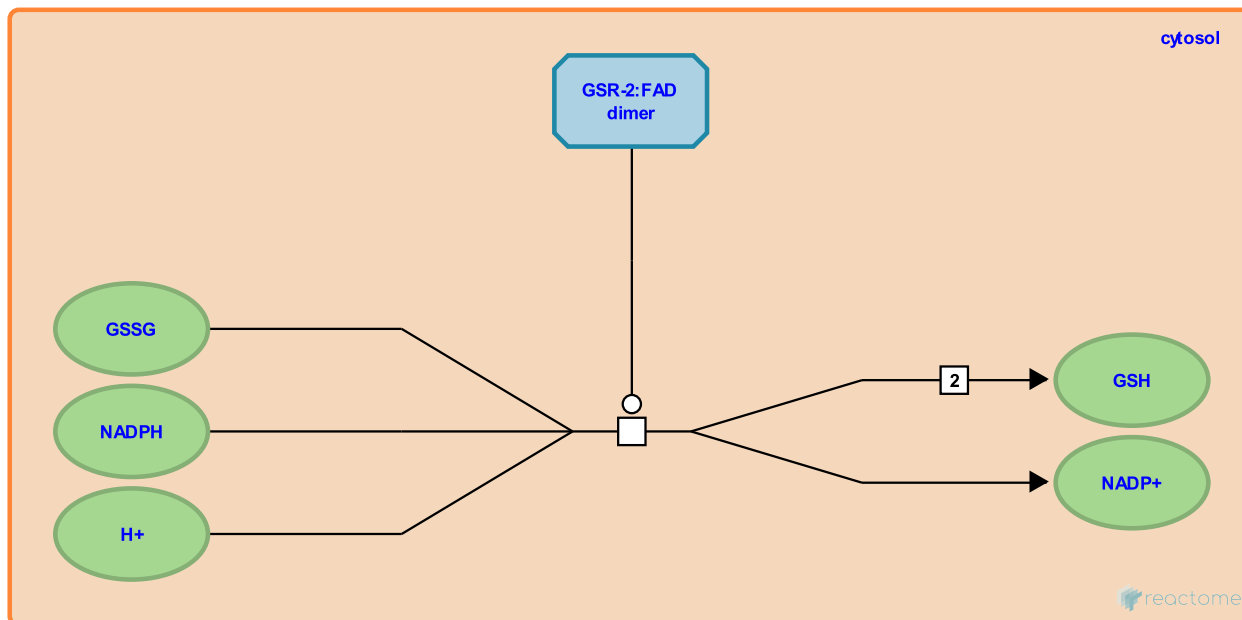 cytosol
GSR-2:FAD
dimer
GSSG
NADPH
H+
2
GSH
NADP+
reactome